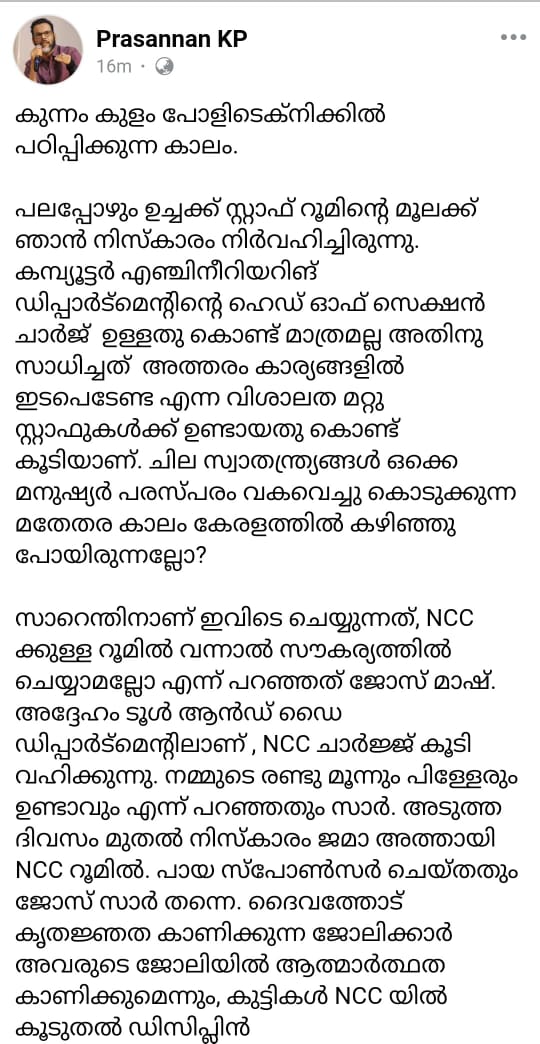 Prasannan KP
16m
കുന്നം കുളം പോളിടെക്നിക്കിൽ
പഠിപ്പിക്കുന്ന കാലം.
പലപ്പോഴും ഉച്ചക്ക് സ്റ്റാഫ് റൂമിന്റെ മൂലക്ക്
ഞാൻ നിസ്കാരം നിർവഹിച്ചിരുന്നു.
കമ്പ്യൂട്ടർ എഞ്ചിനീറിയറിങ്
ഡിപ്പാർട്മെന്റിന്റെ ഹെഡ് ഓഫ് സെക്ഷൻ
ചാർജ് ഉള്ളതു കൊണ്ട് മാത്രമല്ല അതിനു
സാധിച്ചത് അത്തരം കാര്യങ്ങളിൽ
ഇടപെടേണ്ട എന്ന വിശാലത മറ്റു
സ്റ്റാഫുകൾക്ക് ഉണ്ടായതു കൊണ്ട്
കൂടിയാണ്. ചില സ്വാതന്ത്ര്യങ്ങൾ ഒക്കെ
മനുഷ്യർ പരസ്പരം വകവെച്ചു കൊടുക്കുന്ന
മതേതര കാലം കേരളത്തിൽ കഴിഞ്ഞു
പോയിരുന്നല്ലോ?
സാറെന്തിനാണ് ഇവിടെ ചെയ്യുന്നത്, NCC
ക്കുള്ള റൂമിൽ വന്നാൽ സൗകര്യത്തിൽ
ചെയ്യാമല്ലോ എന്ന് പറഞ്ഞത് ജോസ് മാഷ്.
അദ്ദേഹം ടൂൾ ആൻഡ് ഡൈ
ഡിപ്പാർട്മെന്റിലാണ് , NCC ചാർജ്ജ് കൂടി
വഹിക്കുന്നു. നമ്മുടെ രണ്ടു മൂന്നും പിള്ളേരും
ഉണ്ടാവും എന്ന് പറഞ്ഞതും സാർ. അടുത്ത
ദിവസം മുതൽ നിസ്കാരം ജമാ അത്തായി
NCC റൂമിൽ. പായ സ്പോൺസർ ചെയ്തതും
ജോസ് സാർ തന്നെ. ദൈവത്തോട്
കൃതജ്ഞത കാണിക്കുന്ന ജോലിക്കാർ
അവരുടെ ജോലിയിൽ ആത്മാർത്ഥത
കാണിക്കുമെന്നും, കുട്ടികൾ NCC യിൽ
കൂടുതൽ ഡിസിപ്ലിൻ